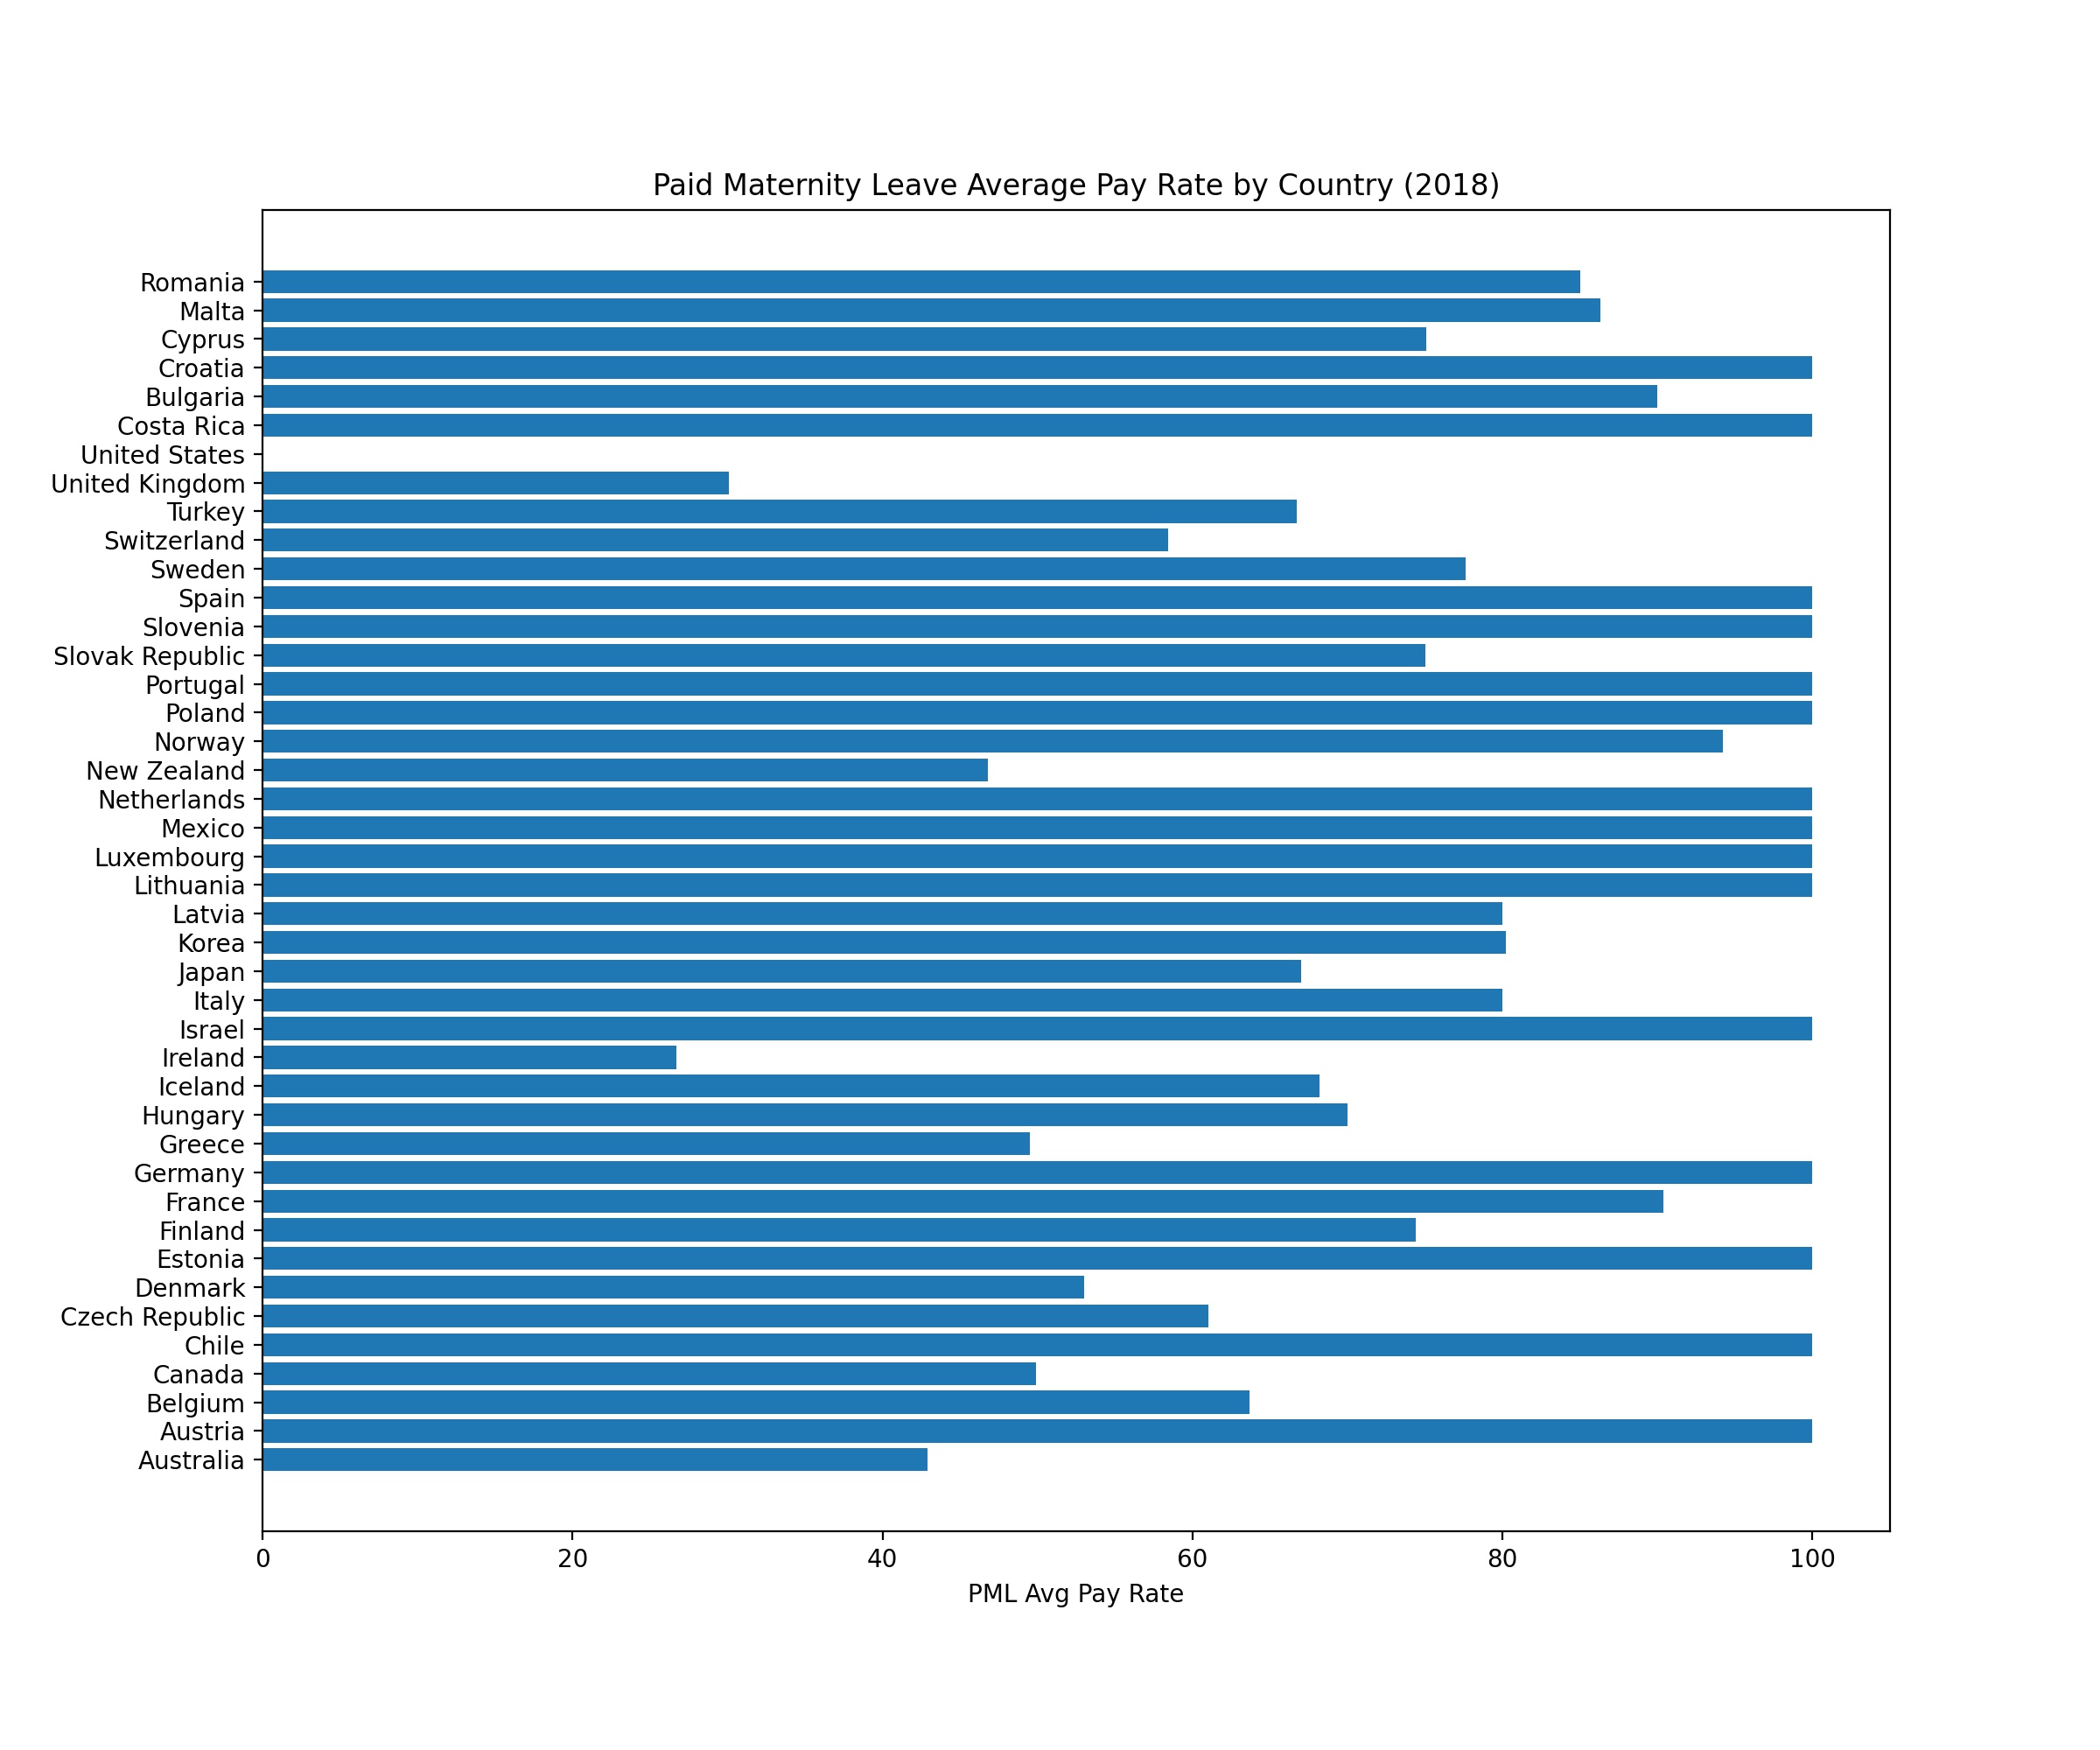 Paid Maternity Leave Average Pay Rate by Country (2018)
Romania
Malta
Cyprus
Croatia
Bulgaria
Costa Rica
United States
United Kingdom
Turkey
Switzerland
Sweden
Spain
Slovenia
Slovak Republic
Portugal
Poland
Norway
New Zealand
Netherlands
Mexico
Luxembourg
Lithuania
Latvia
Korea
Japan
Italy
Israel
Ireland
Iceland
Hungary
Greece
Germany
France
Finland
Estonia
Denmark
Czech Republic
Chile
Canada
Belgium
Austria
Australia
0 20 40 60 80 100
PML Avg Pay Rate